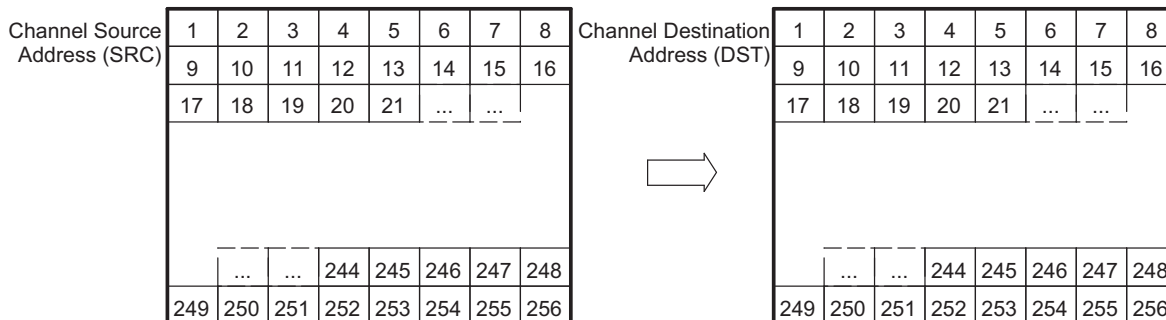 Channel Source
Address (SRC)
1 2 3 4 5 6 7 8
9 10 11 12 13 14 15 16
17 18 19 20 21 ... ...
... ... 244 245 246 247 248
249 250 251 252 253 254 255 256
Channel Destination
Address (DST)
1 2 3 4 5 6 7 8
9 10 11 12 13 14 15 16
17 18 19 20 21 ... ...
... ... 244 245 246 247 248
249 250 251 252 253 254 255 256